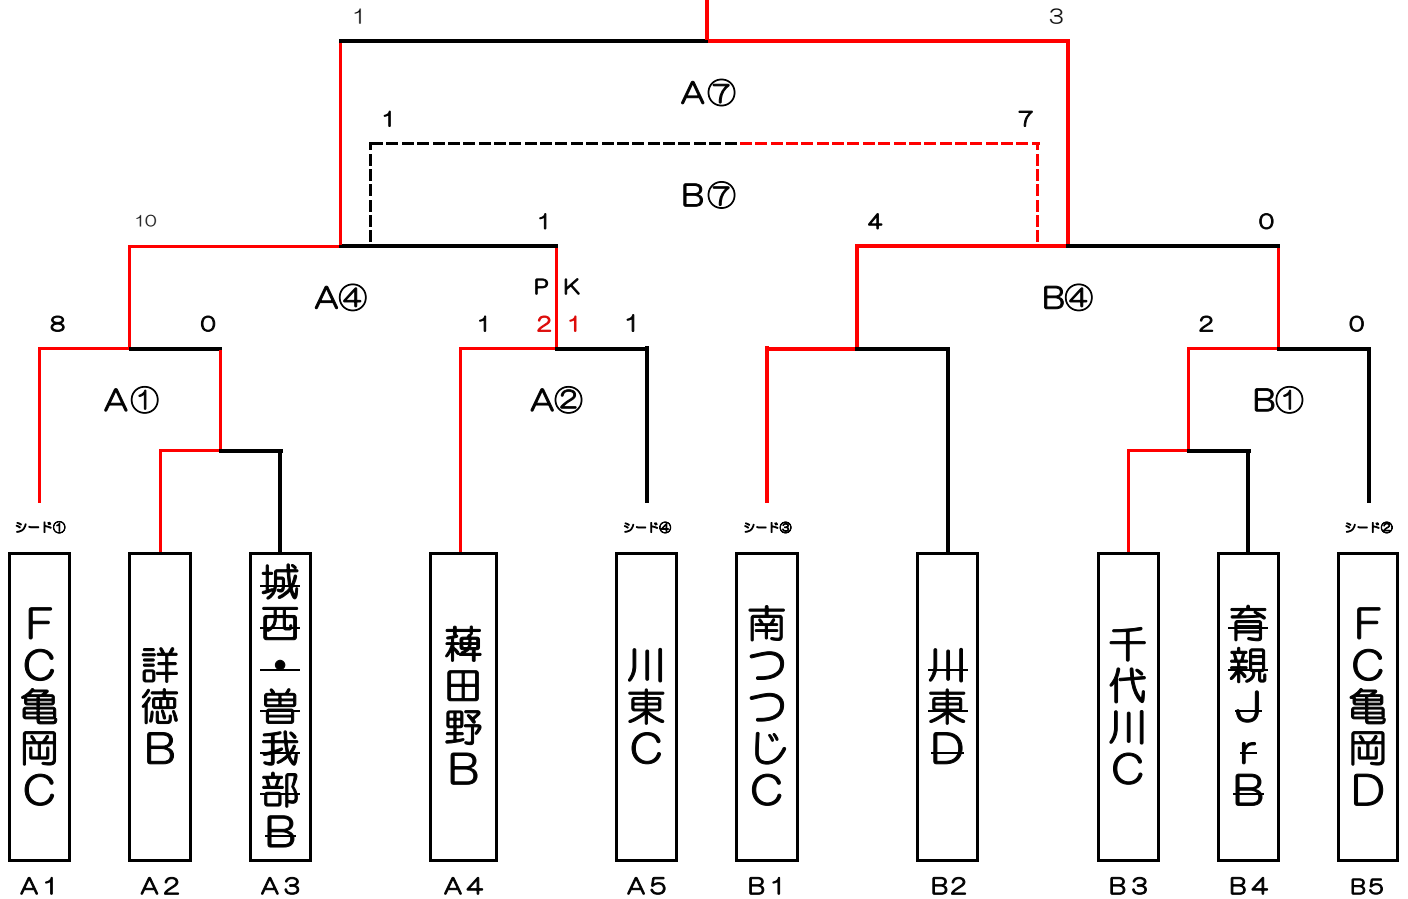 1 3
A⑦
1 7
B⑦
10 1 4 0
P K
A④ B④
8 0 1 2 1 1 2 0
A① A② B①
シード① シード④ シード③ シード②
FC亀岡C
詳徳B
城西・曽我部B
薭田野B
川東C
南つつじC
川東D
千代川C
育親JrB
FC亀岡D
A1 A2 A3 A4 A5 B1 B2 B3 B4 B5